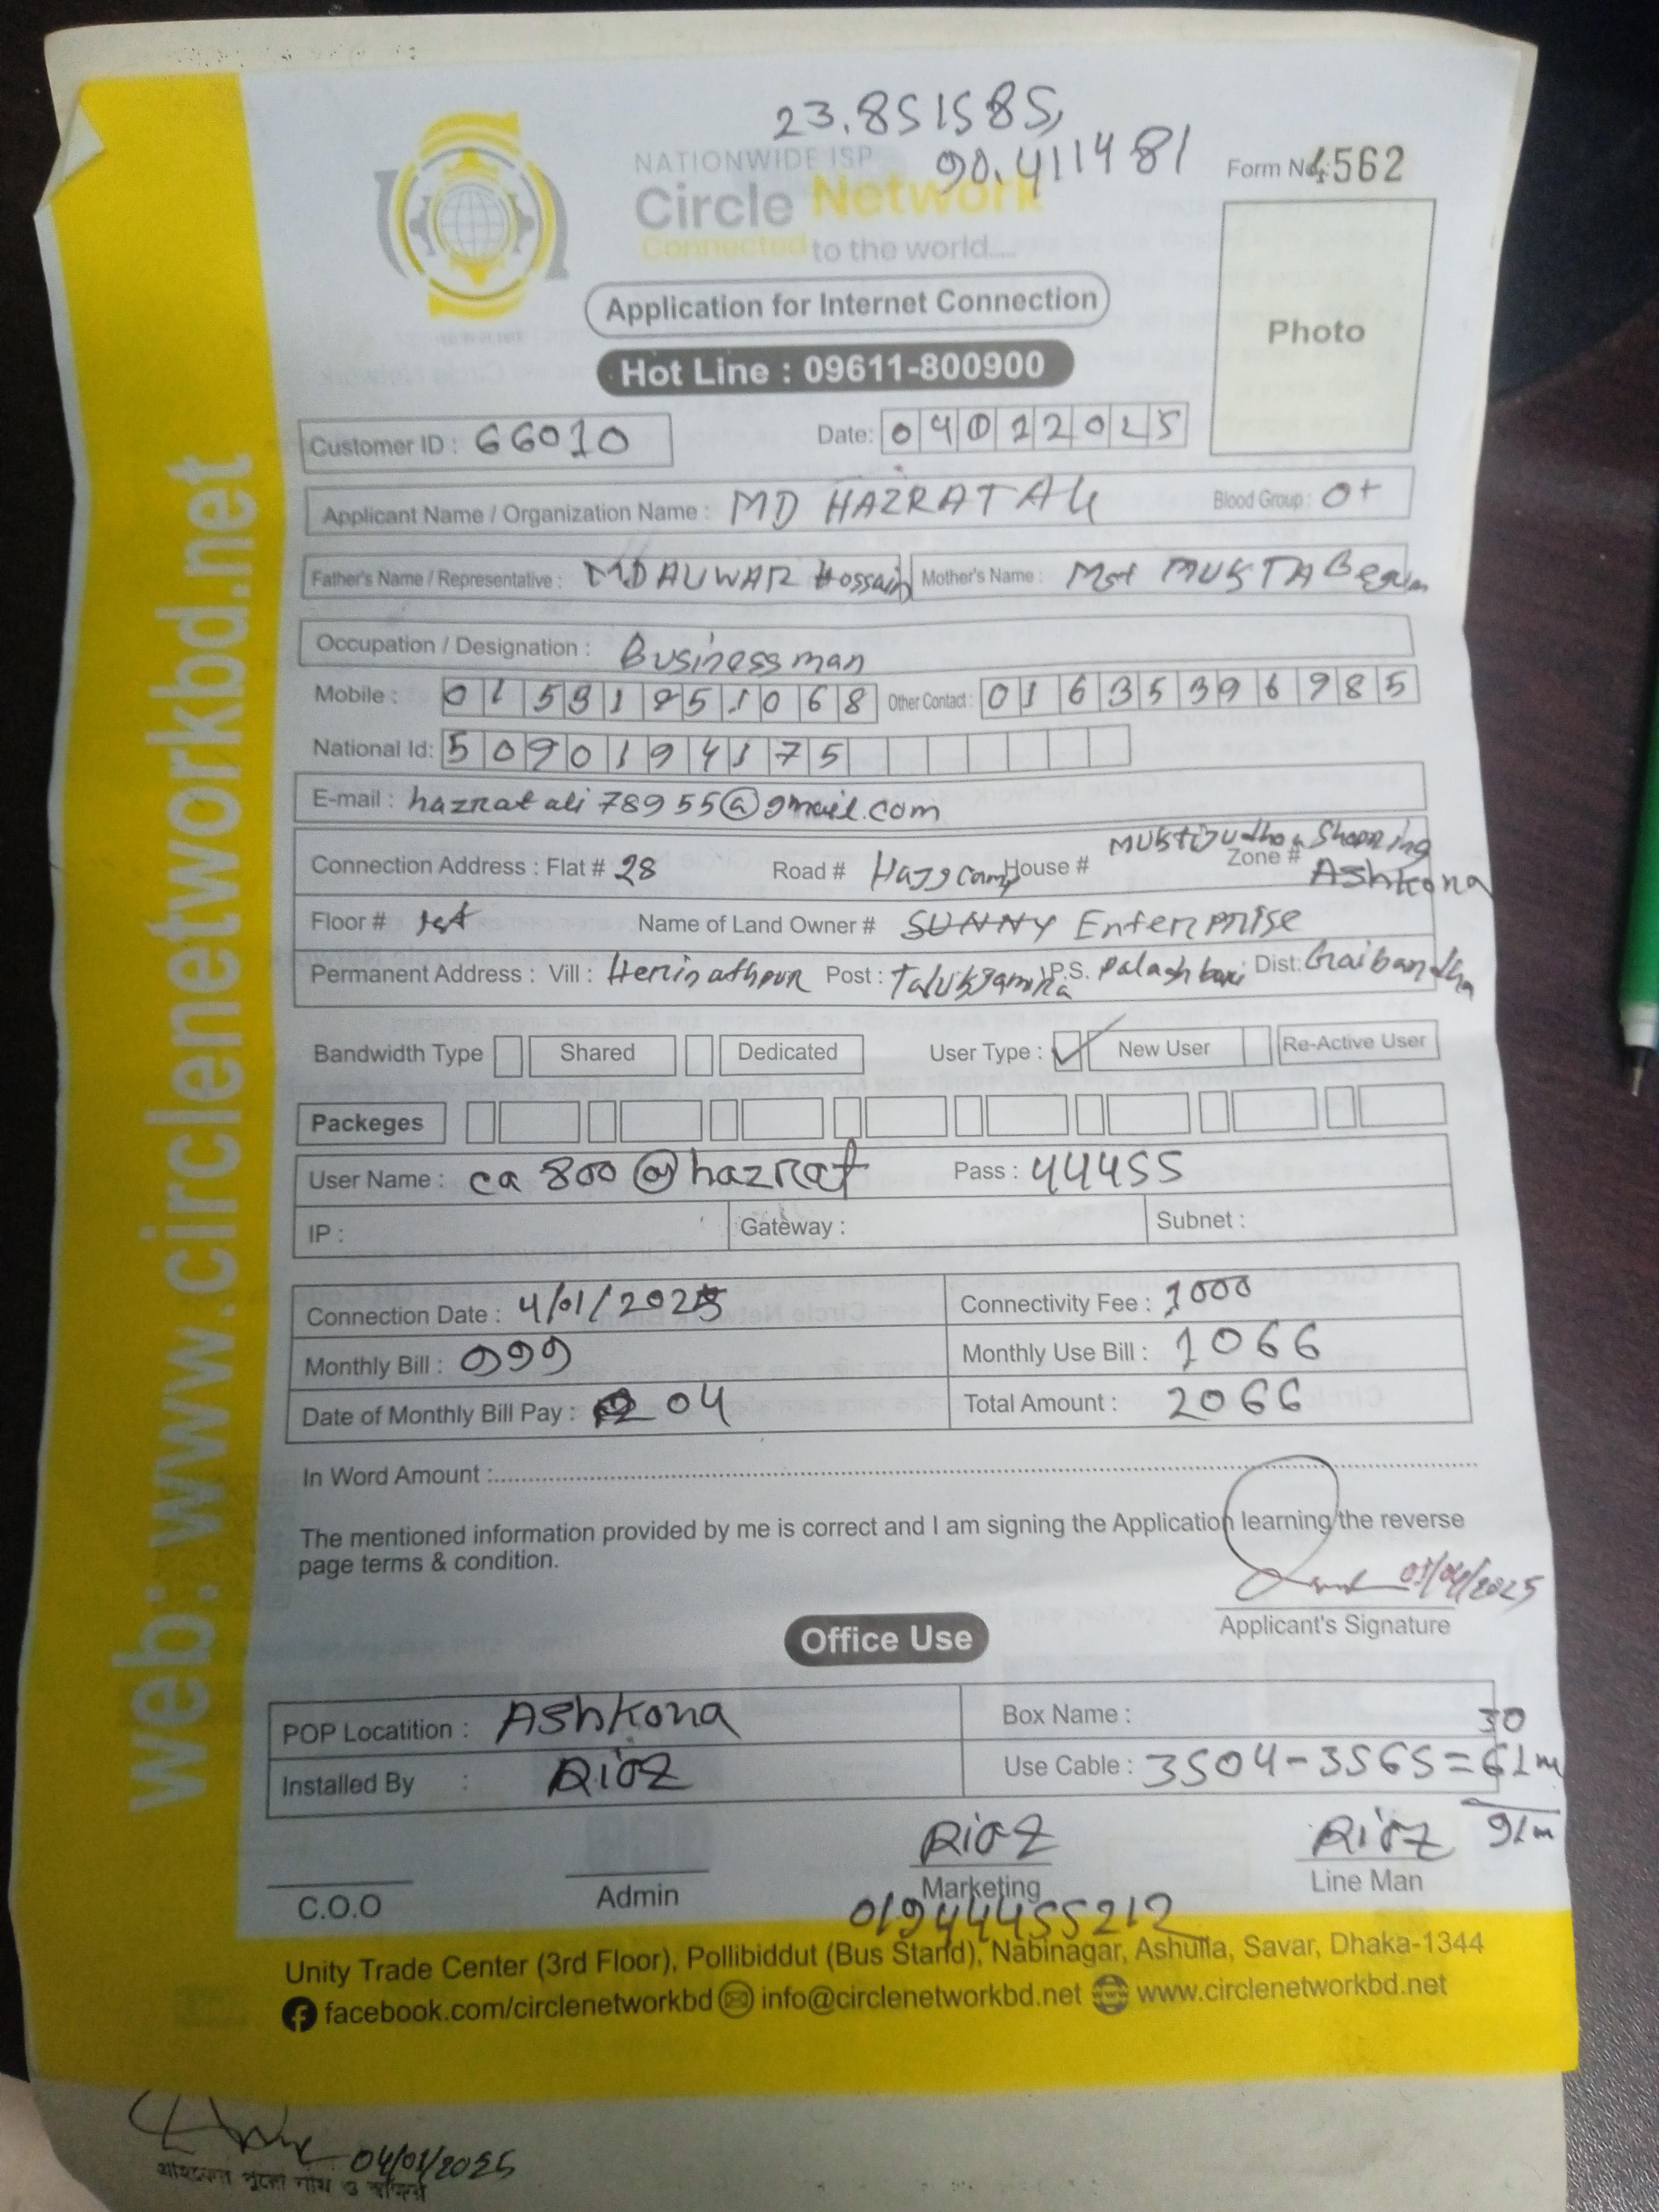 23.851585,
90.411481
NATIONWIDE ISP
Circle Network
Connected to the world....
Form No. 4562
Photo
Application for Internet Connection
Hot Line : 09611-800900
Customer ID : 66010 Date: 04012025
Applicant Name / Organization Name : MD HAZRAT ALI Blood Group : O+
Father's Name / Representative : MD AUWAR Hossain Mother's Name : Mst MUKTA Begum
Occupation / Designation : Businessman
Mobile : Other Contact : 01635396985
National Id: 5090194175
E-mail : hazratali78955@gmail.com
Connection Address : Flat # 28 Road # Hajj camp House # Muktijudha Shopping Zone # Ashkona
Floor # Name of Land Owner # SUNNY Enterprise
Permanent Address : Vill : Herinathpur Post : Talukjamira P.S. Palashbari Dist: Gaibandha
Bandwidth Type Shared Dedicated User Type : New User Re-Active User
Packeges
User Name : ca800@hazrat Pass : 44455
IP : Gateway : Subnet :
Connection Date : 4/01/2025 Connectivity Fee : 1000
Monthly Bill : 999 Monthly Use Bill : 1066
Date of Monthly Bill Pay : 04 Total Amount : 2066
In Word Amount :
The mentioned information provided by me is correct and I am signing the Application learning the reverse
page terms & condition.
Applicant's Signature
Office Use
POP Locatition : Ashkona Box Name : 30
Installed By : Riaz Use Cable : 3504-3565=61m
91m
Riaz Riaz
C.O.O Admin Marketing Line Man
01944455212
Unity Trade Center (3rd Floor), Pollibiddut (Bus Stand), Nabinagar, Ashulia, Savar, Dhaka-1344
facebook.com/circlenetworkbd info@circlenetworkbd.net www.circlenetworkbd.net
web: www.circlenetworkbd.net
04/01/2025